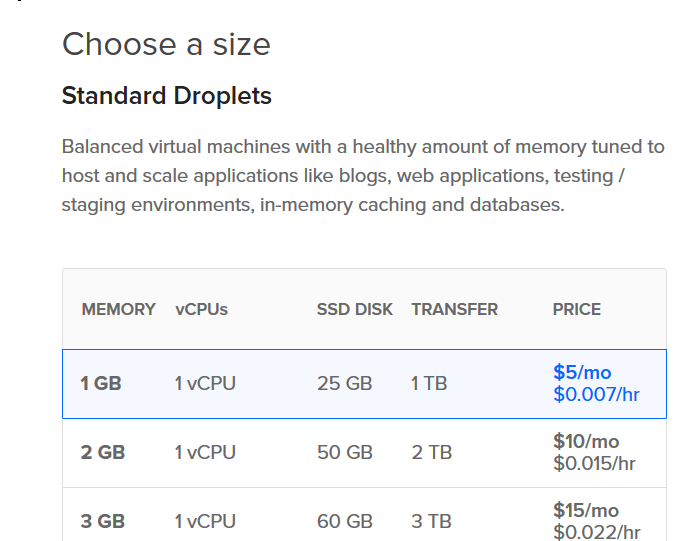 Choose a size
Standard Droplets
Balanced virtual machines with a healthy amount of memory tuned to
host and scale applications like blogs, web applications, testing /
staging environments, in-memory caching and databases.
MEMORY vCPUs SSD DISK TRANSFER PRICE
1 GB 1 vCPU 25 GB 1 TB $5/mo
$0.007/hr
2 GB 1 vCPU 50 GB 2 TB $10/mo
$0.015/hr
3 GB 1 vCPU 60 GB 3 TB $15/mo
$0.022/hr